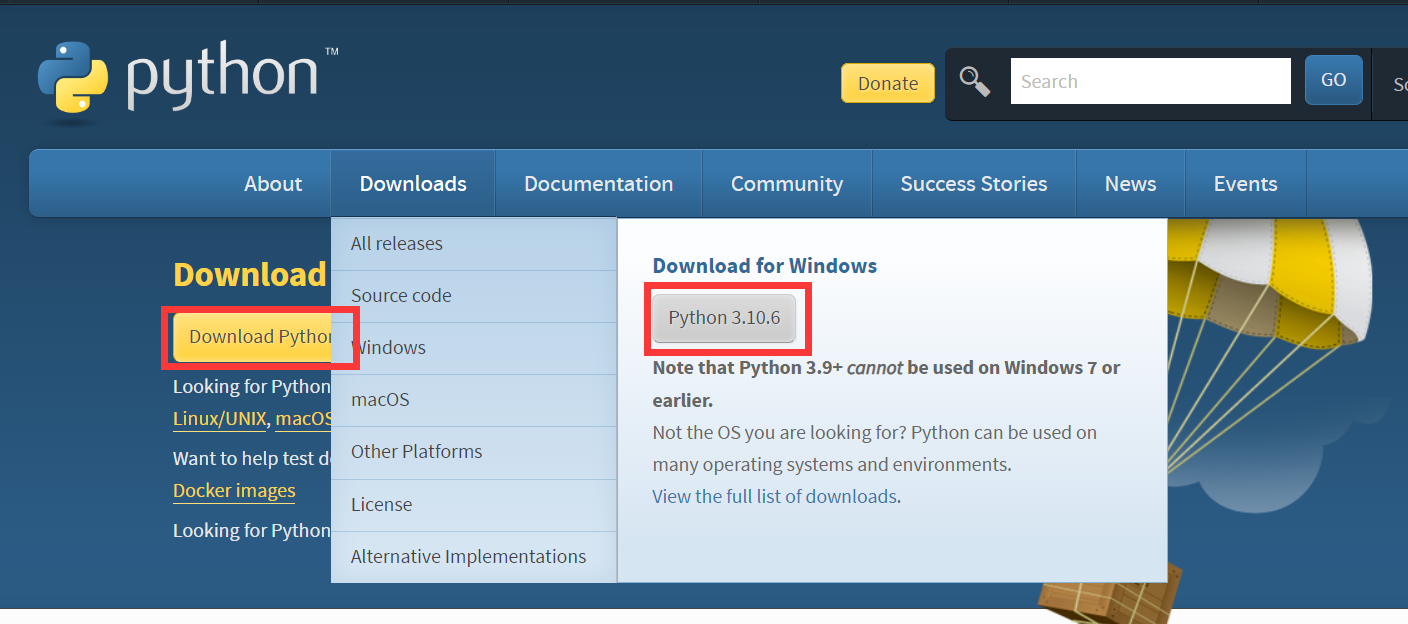 python™
Donate
Search
GO
About
Downloads
Documentation
Community
Success Stories
News
Events
All releases
Source code
Windows
macOS
Other Platforms
License
Alternative Implementations
Download for Windows
Python 3.10.6
Note that Python 3.9+ cannot be used on Windows 7 or
earlier.
Not the OS you are looking for? Python can be used on
many operating systems and environments.
View the full list of downloads.
Download
Download Python
Looking for Python
Linux/UNIX, macOS
Want to help test
Docker images
Looking for Python